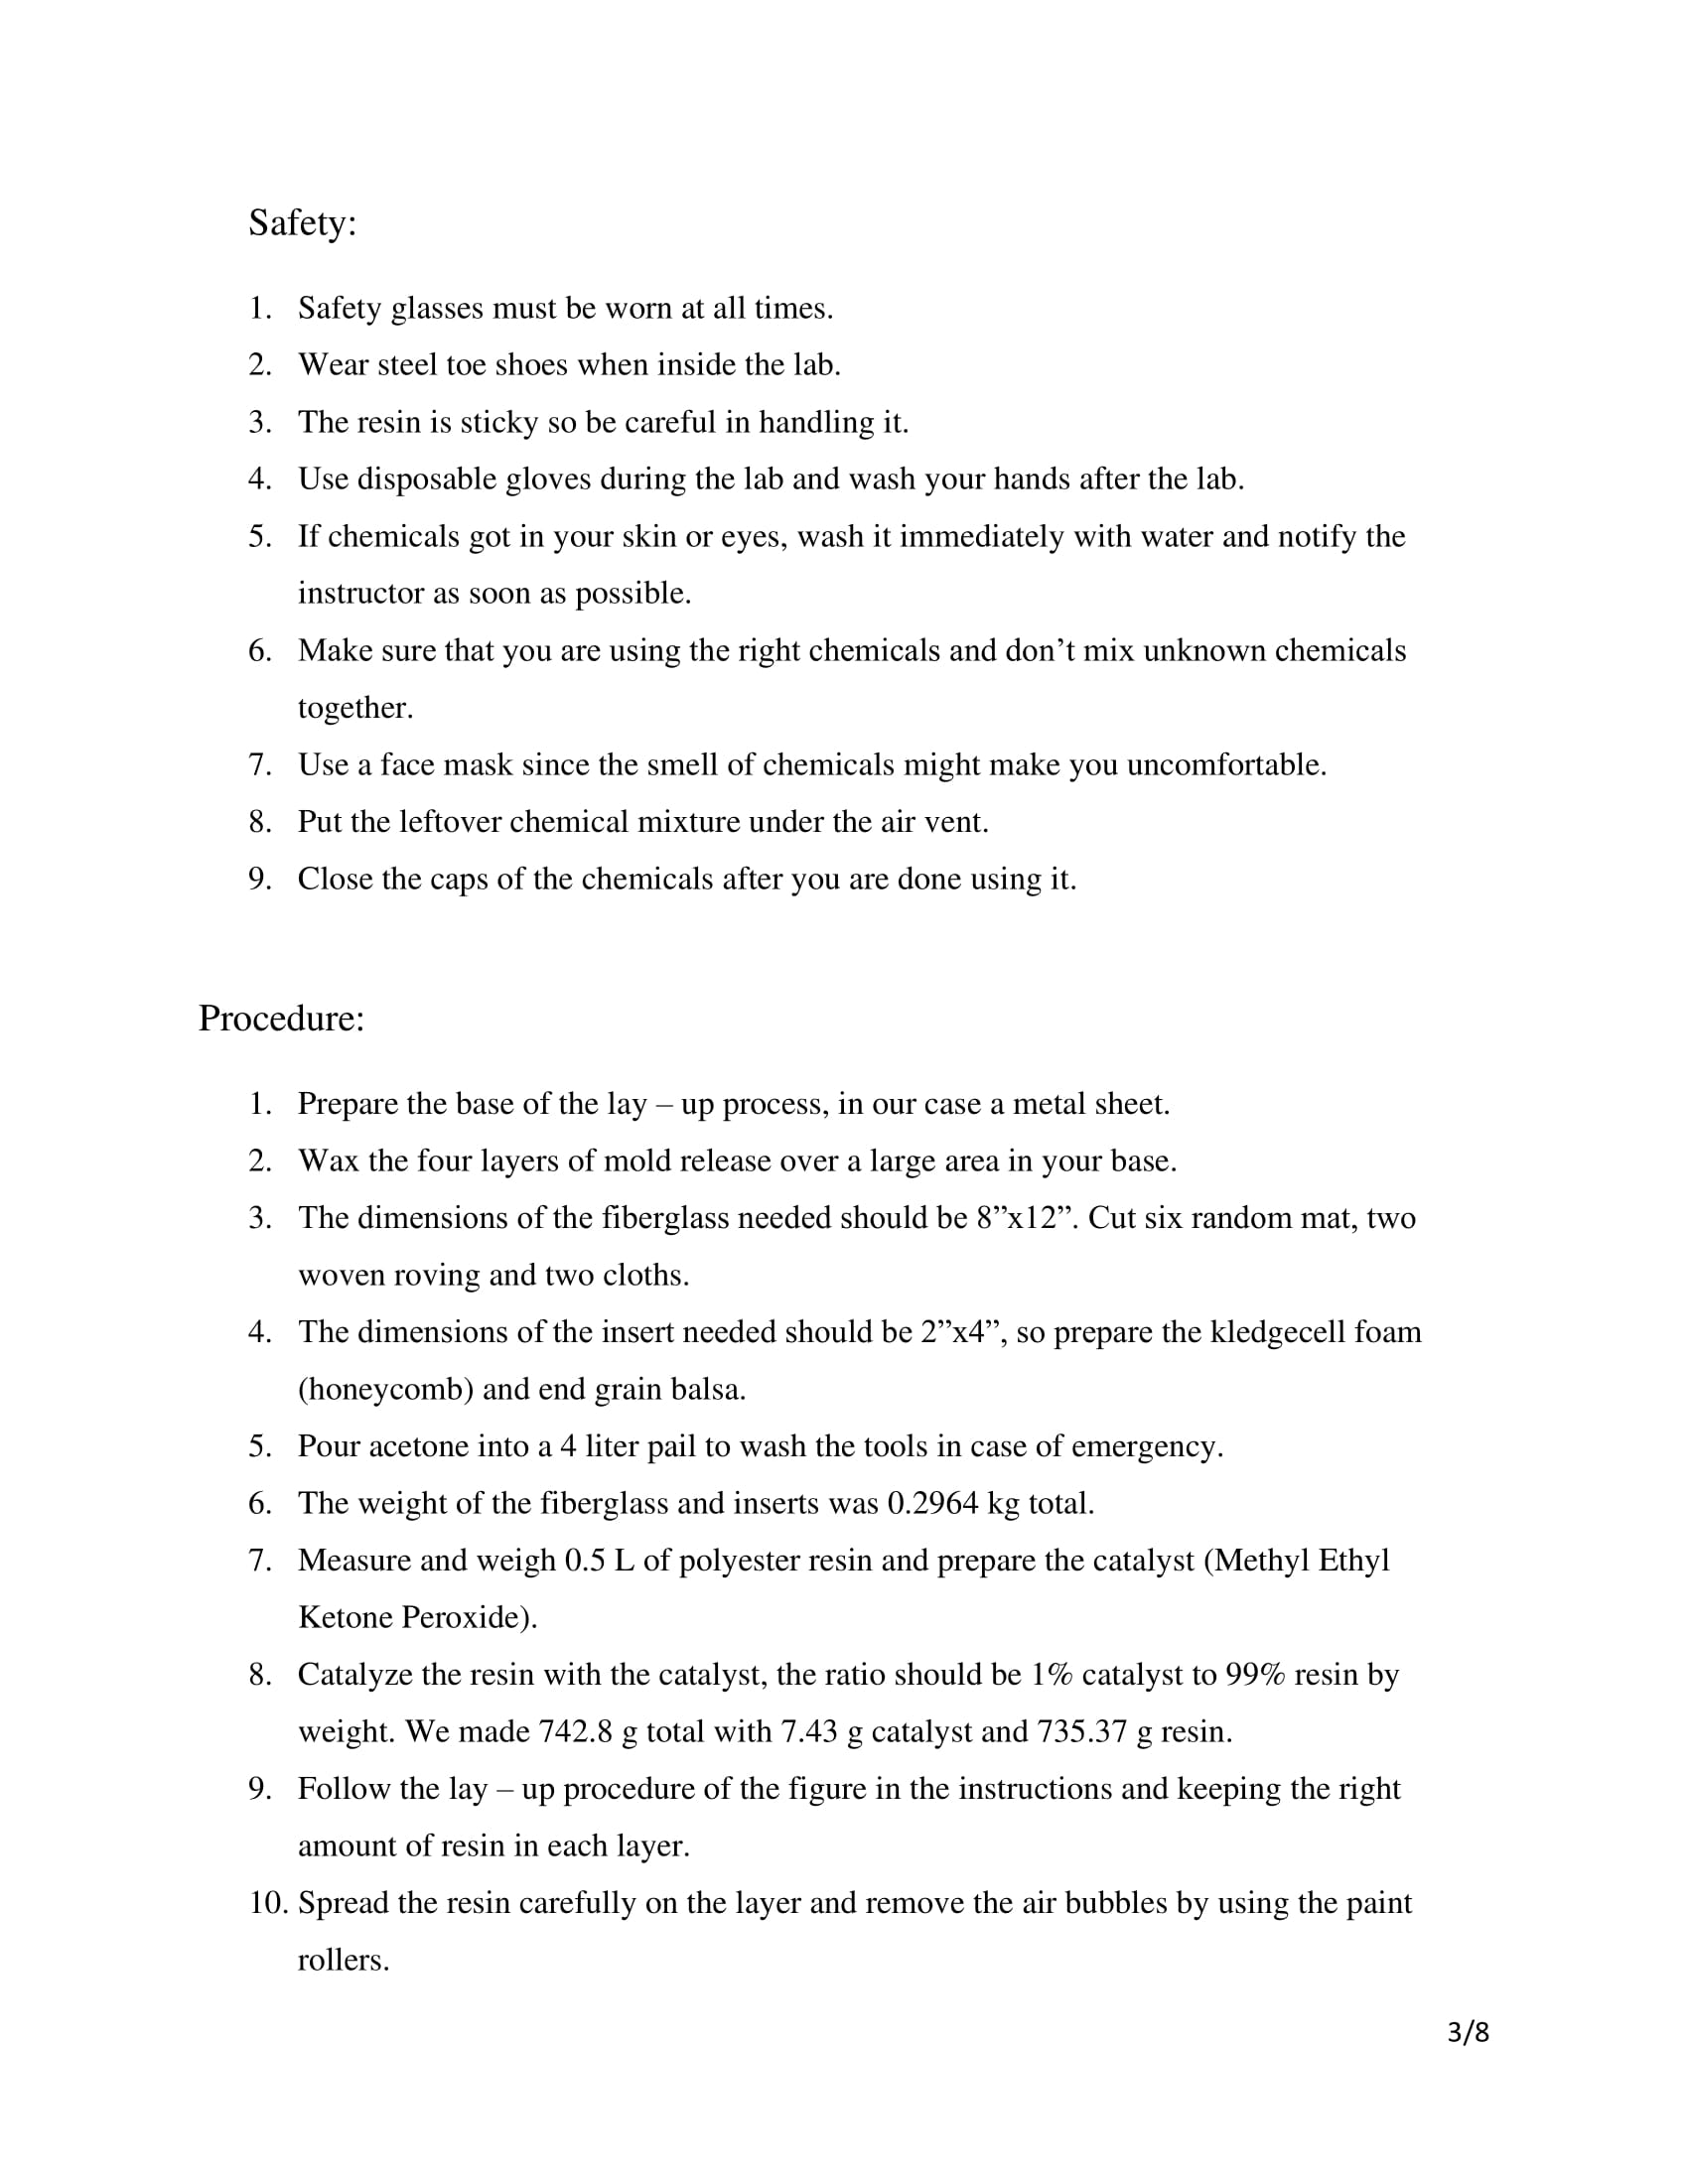 Safety:
1. Safety glasses must be worn at all times.
2. Wear steel toe shoes when inside the lab.
3. The resin is sticky so be careful in handling it.
4. Use disposable gloves during the lab and wash your hands after the lab.
5. If chemicals got in your skin or eyes, wash it immediately with water and notify the
instructor as soon as possible.
6. Make sure that you are using the right chemicals and don’t mix unknown chemicals
together.
7. Use a face mask since the smell of chemicals might make you uncomfortable.
8. Put the leftover chemical mixture under the air vent.
9. Close the caps of the chemicals after you are done using it.
Procedure:
1. Prepare the base of the lay – up process, in our case a metal sheet.
2. Wax the four layers of mold release over a large area in your base.
3. The dimensions of the fiberglass needed should be 8”x12”. Cut six random mat, two
woven roving and two cloths.
4. The dimensions of the insert needed should be 2”x4”, so prepare the kledgecell foam
(honeycomb) and end grain balsa.
5. Pour acetone into a 4 liter pail to wash the tools in case of emergency.
6. The weight of the fiberglass and inserts was 0.2964 kg total.
7. Measure and weigh 0.5 L of polyester resin and prepare the catalyst (Methyl Ethyl
Ketone Peroxide).
8. Catalyze the resin with the catalyst, the ratio should be 1% catalyst to 99% resin by
weight. We made 742.8 g total with 7.43 g catalyst and 735.37 g resin.
9. Follow the lay – up procedure of the figure in the instructions and keeping the right
amount of resin in each layer.
10. Spread the resin carefully on the layer and remove the air bubbles by using the paint
rollers.
3/8